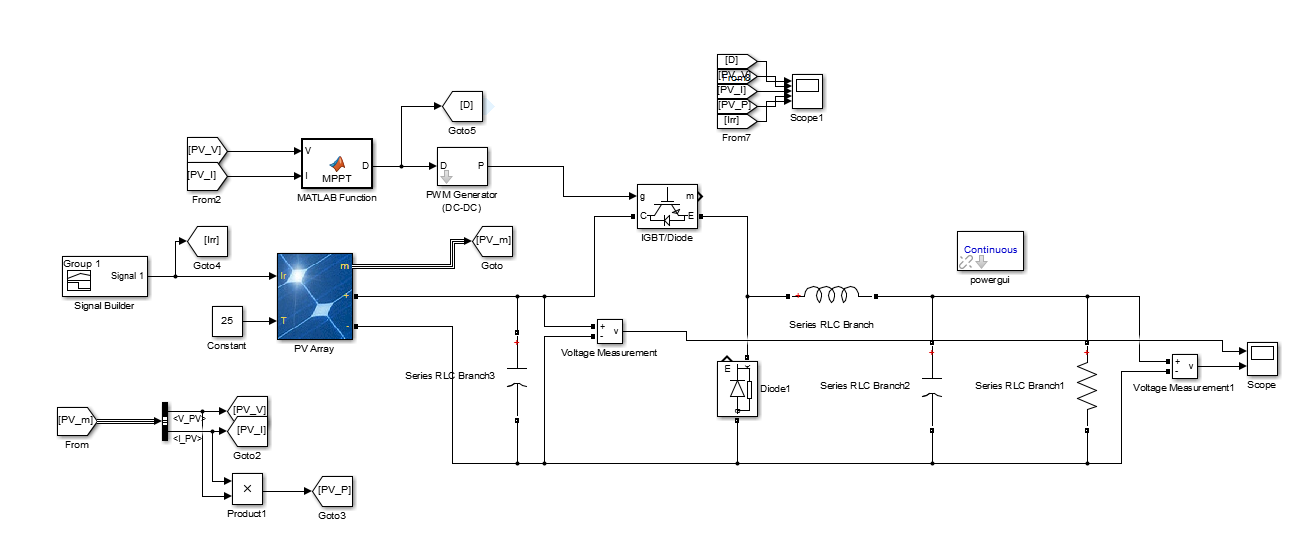 [D]
[PV_V]
[PV_I]
[PV_P]
[Irr]
From7
Scope1
[D]
Goto5
[PV_V]
[PV_I]
From2
V
I
D
MPPT
MATLAB Function
D
P
PWM Generator
(DC-DC)
g
m
C
E
IGBT/Diode
[Irr]
Goto4
[PV_m]
Goto
Group 1
Signal 1
Signal Builder
Ir
T
m
+
-
PV Array
25
Constant
Continuous
powergui
Series RLC Branch
+
-
v
Voltage Measurement
Series RLC Branch3
Diode1
Series RLC Branch2
Series RLC Branch1
+
-
v
Voltage Measurement1
Scope
[PV_m]
From
<V_PV>
<I_PV>
[PV_V]
[PV_I]
Goto2
×
Product1
[PV_P]
Goto3